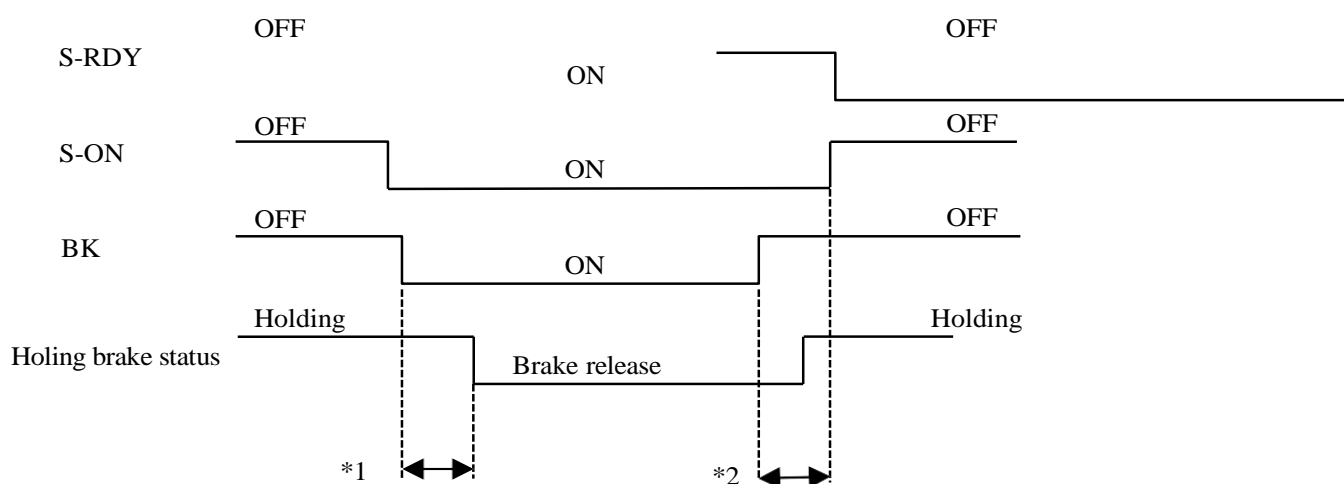 OFF OFF
S-RDY
ON
OFF OFF
S-ON
ON
OFF OFF
BK
ON
Holding Holding
Holing brake status
Brake release
*1 *2